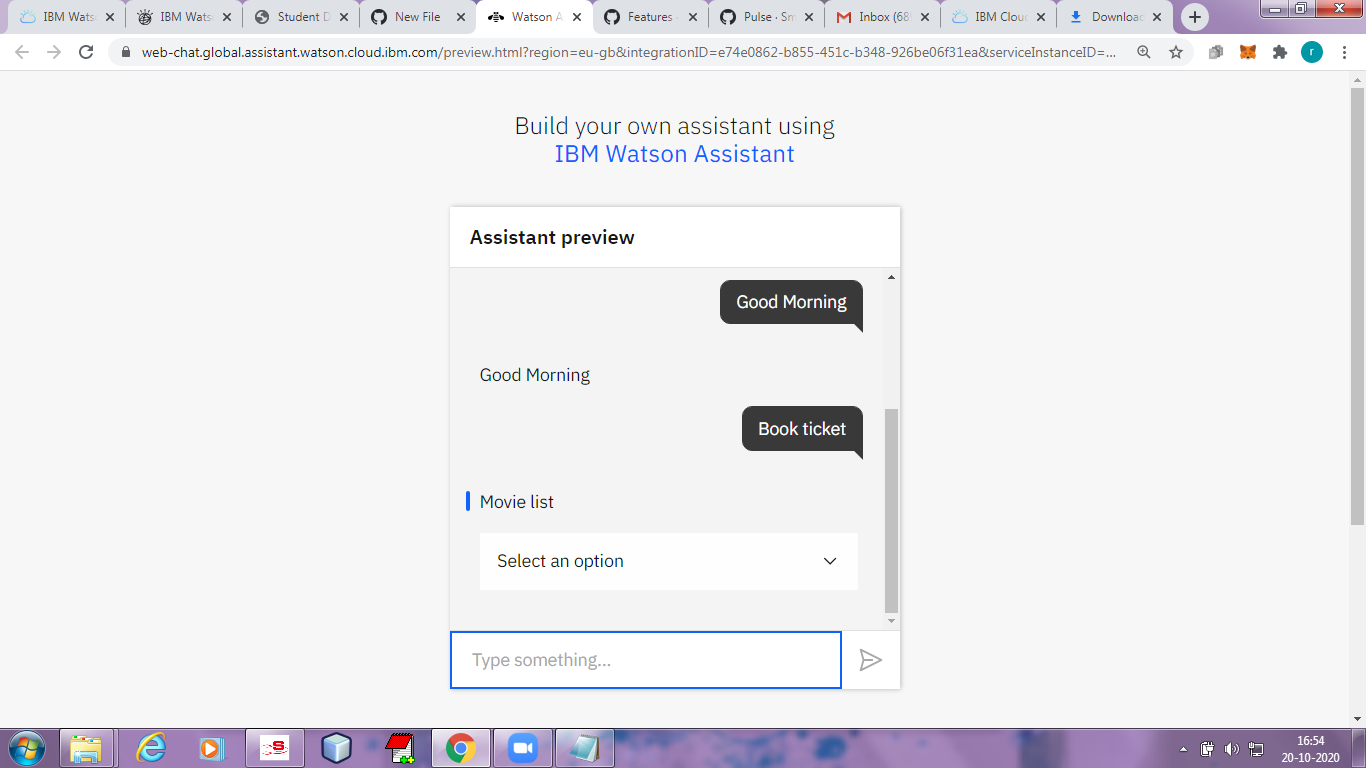 IBM Wats
IBM Wats
Student D
New File
Watson A
Features
Pulse · Sm
Inbox (68
IBM Clou
Downloa
web-chat.global.assistant.watson.cloud.ibm.com/preview.html?region=eu-gb&integrationID=e74e0862-b855-451c-b348-926be06f31ea&serviceInstanceID=...
r
Build your own assistant using
IBM Watson Assistant
Assistant preview
Good Morning
Good Morning
Book ticket
Movie list
Select an option
Type something...
16:54
20-10-2020